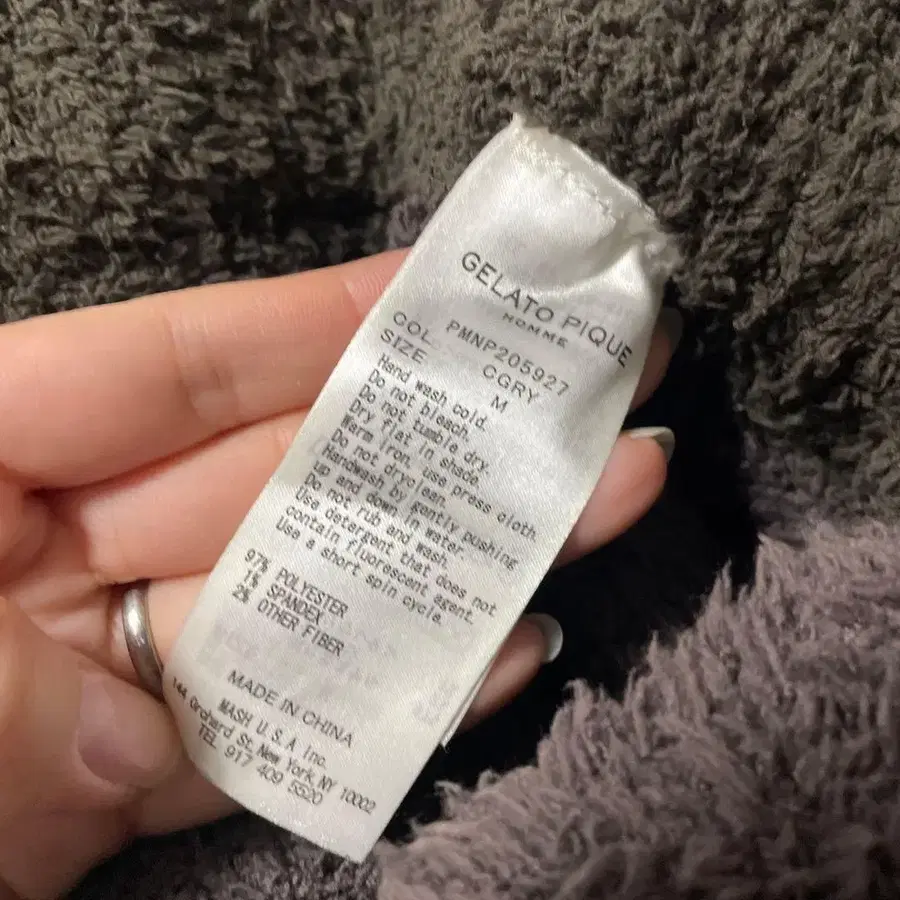 GELATO PIQUE
HOMME
PMNP205927
COL CGRY
SIZE M
Hand wash cold.
Do not bleach.
Do not tumble dry.
Dry flat in shade.
Warm iron, use press cloth.
Do not dryclean.
Handwash by gently pushing
up and down in water.
Do not rub and wash.
Use detergent that does not
contain fluorescent agent.
Use a short spin cycle.
97% POLYESTER
1% SPANDEX
2% OTHER FIBER
MADE IN CHINA
MASH U.S.A Inc.
144 Orchard St. New York, NY 10002
TEL 917 409 5520